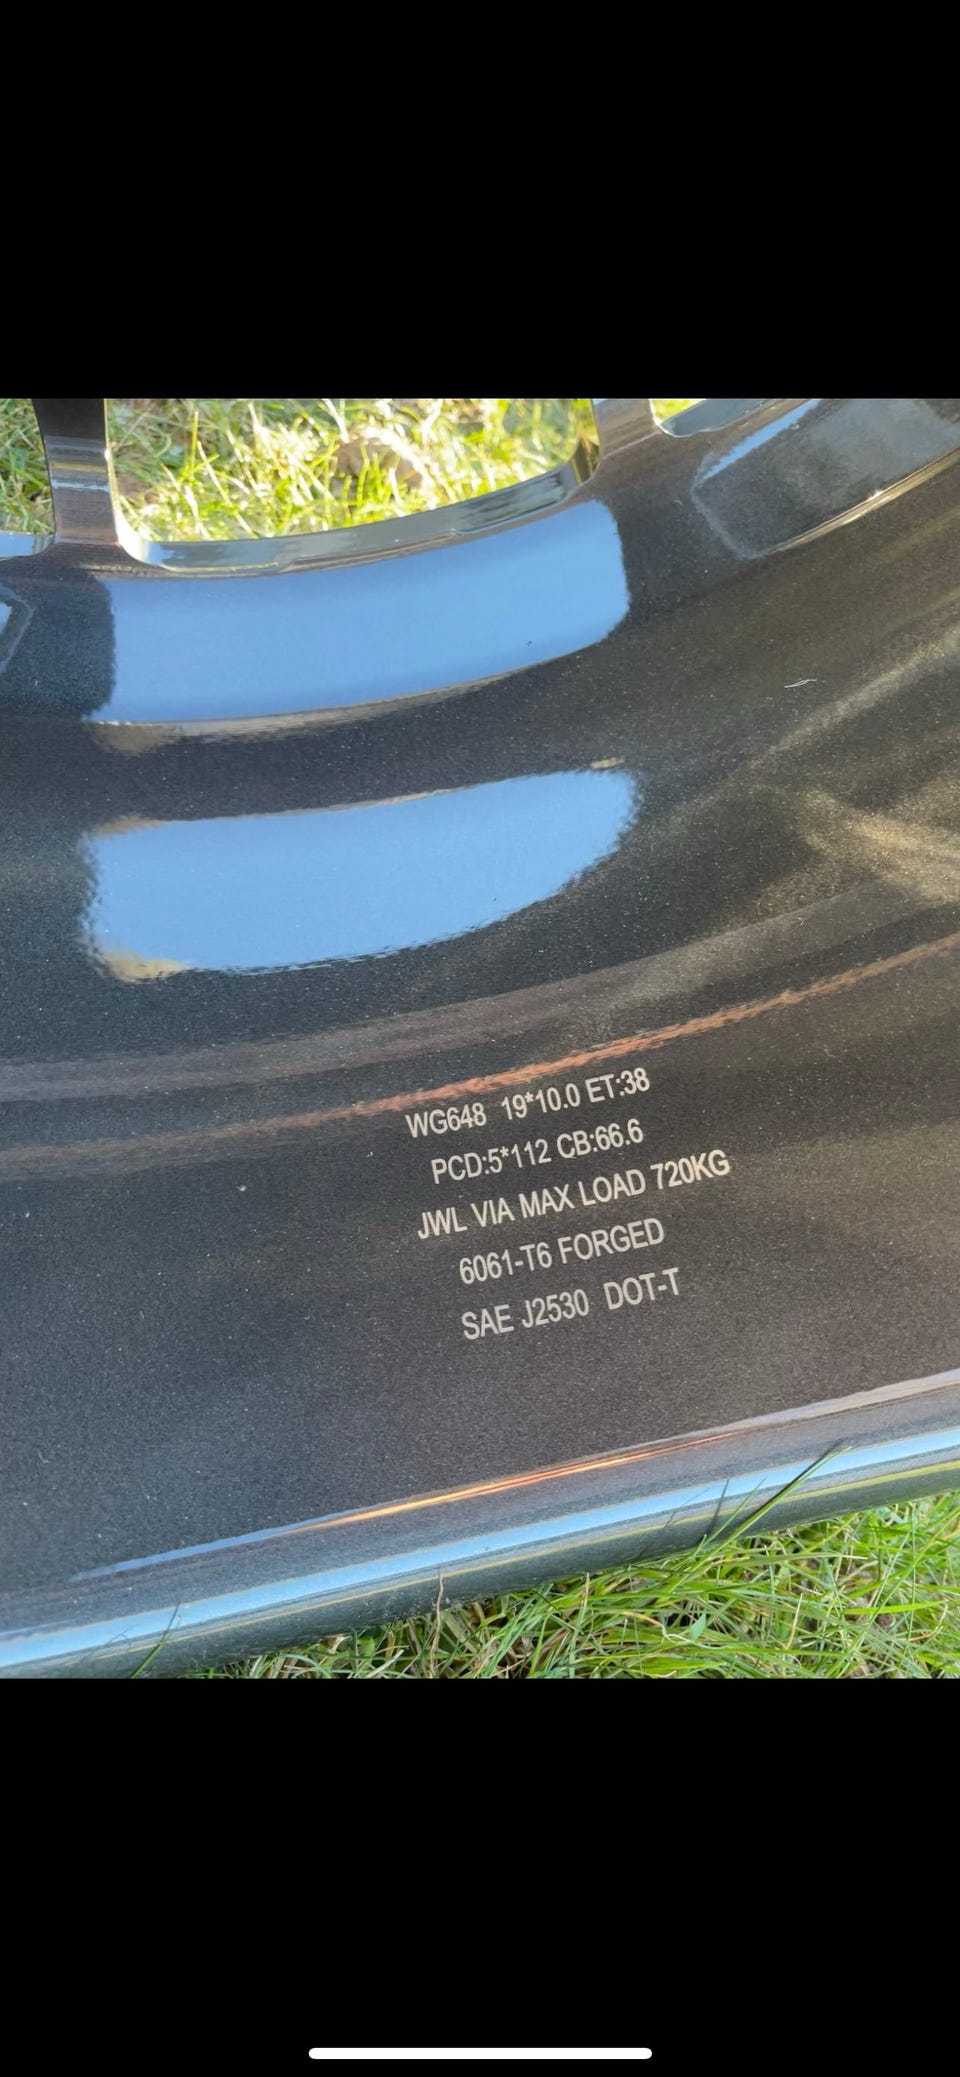 WG648 19*10.0 ET:38
PCD:5*112 CB:66.6
JWL VIA MAX LOAD 720KG
6061-T6 FORGED
SAE J2530 DOT-T